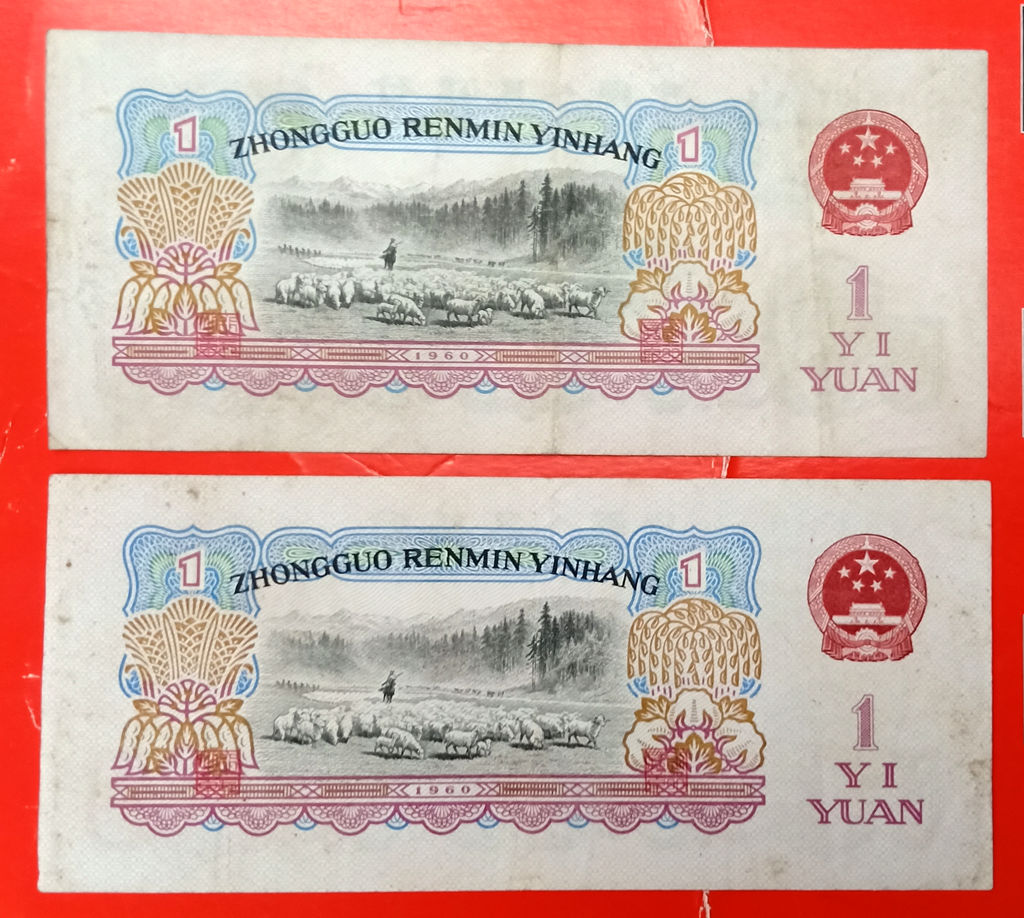 1 ZHONGGUO RENMIN YINHANG 1
1960
1
YI
YUAN
1 ZHONGGUO RENMIN YINHANG 1
1960
1
YI
YUAN